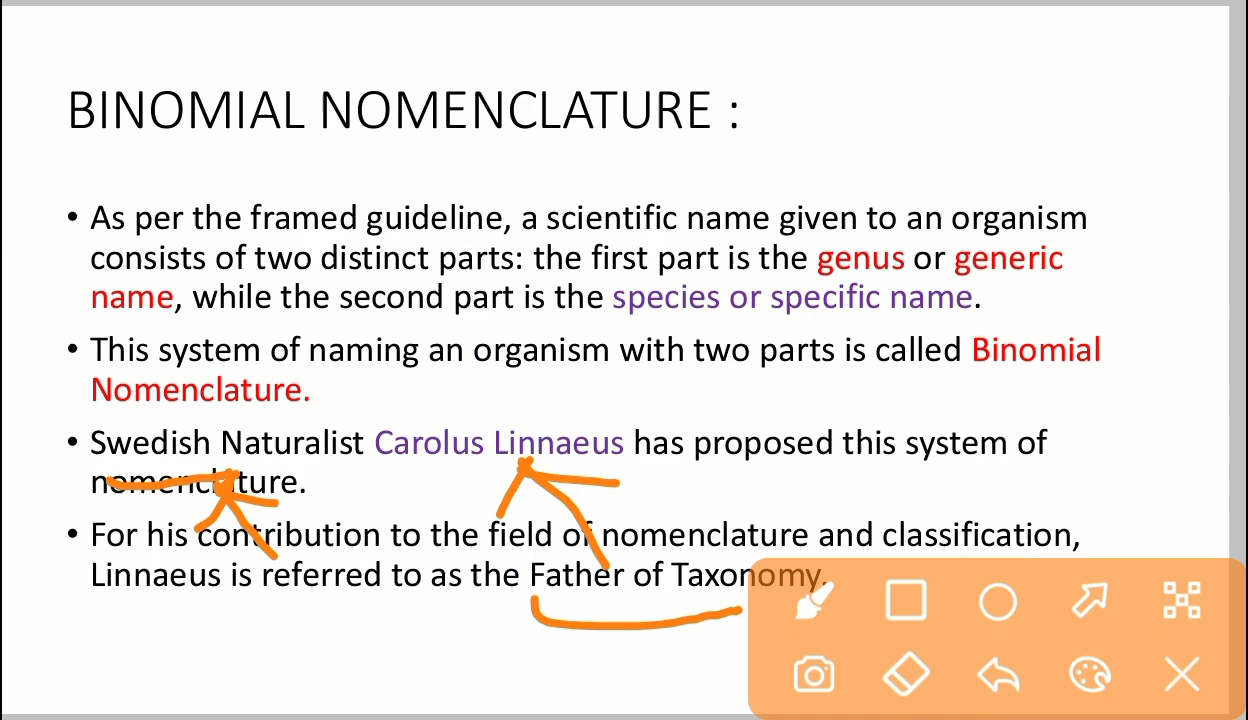 BINOMIAL NOMENCLATURE :
• As per the framed guideline, a scientific name given to an organism
consists of two distinct parts: the first part is the genus or generic
name, while the second part is the species or specific name.
• This system of naming an organism with two parts is called Binomial
Nomenclature.
• Swedish Naturalist Carolus Linnaeus has proposed this system of
nomenclature.
• For his contribution to the field of nomenclature and classification,
Linnaeus is referred to as the Father of Taxonomy.